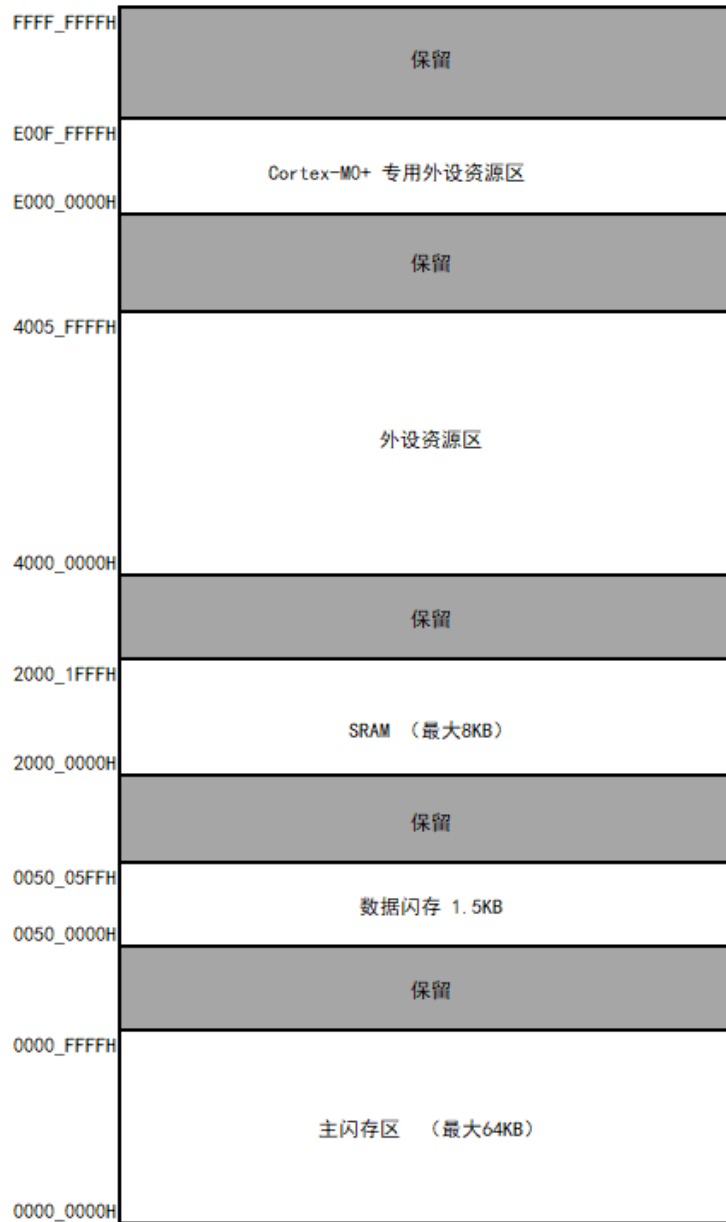 FFFF_FFFFH
保留
E00F_FFFFH
Cortex-M0+ 专用外设资源区
E000_0000H
保留
4005_FFFFH
外设资源区
4000_0000H
保留
2000_1FFFH
SRAM （最大8KB）
2000_0000H
保留
0050_05FFH
数据闪存 1.5KB
0050_0000H
保留
0000_FFFFH
主闪存区 （最大64KB）
0000_0000H